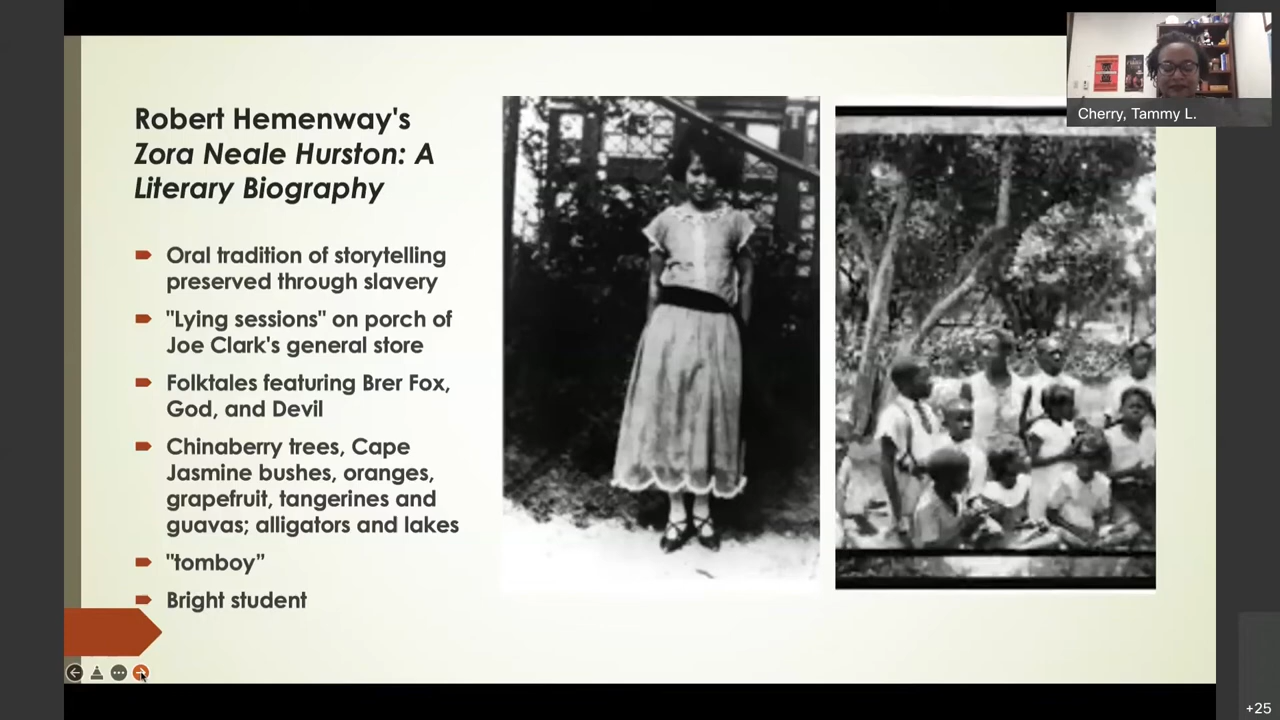 Robert Hemenway's
Zora Neale Hurston: A
Literary Biography
Oral tradition of storytelling
preserved through slavery
"Lying sessions" on porch of
Joe Clark's general store
Folktales featuring Brer Fox,
God, and Devil
Chinaberry trees, Cape
Jasmine bushes, oranges,
grapefruit, tangerines and
guavas; alligators and lakes
"tomboy”
Bright student
Cherry, Tammy L.
+25